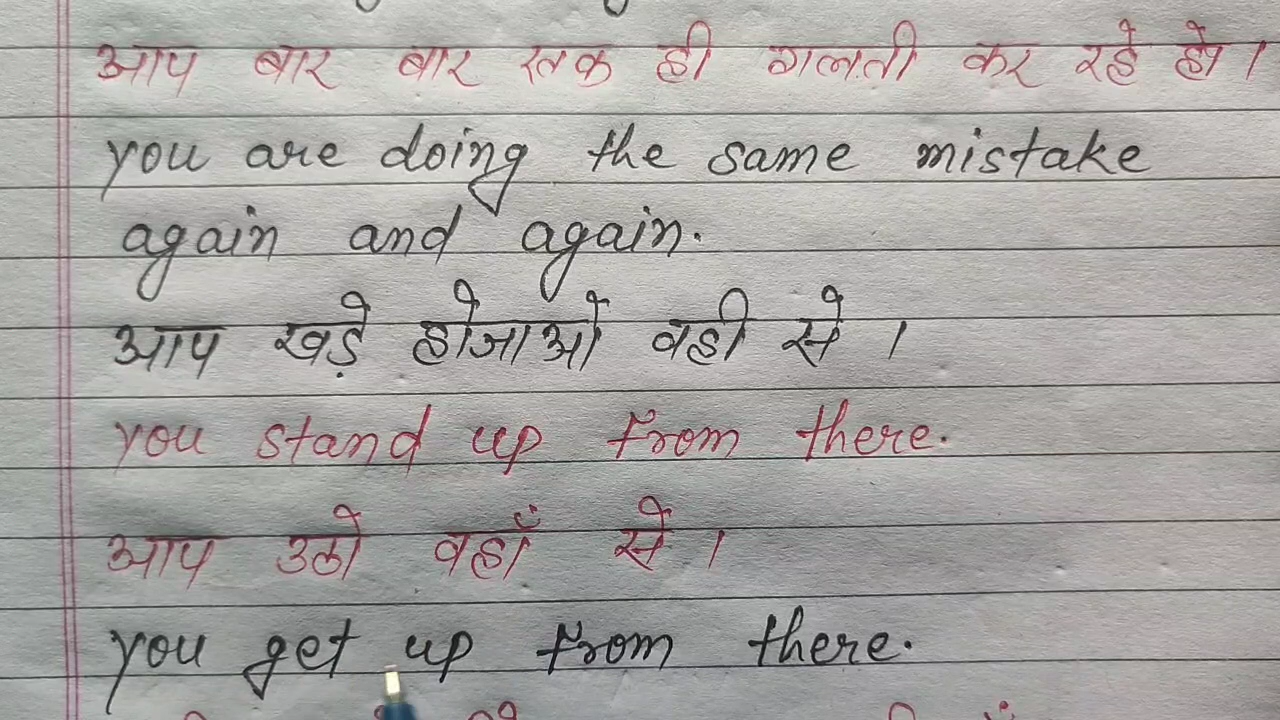 आप बार बार एक ही गलती कर रहे हो।
you are doing the same mistake
again and again.
आप खड़े होजाओ वही से।
you stand up from there.
आप उठो वहाँ से।
you get up from there.